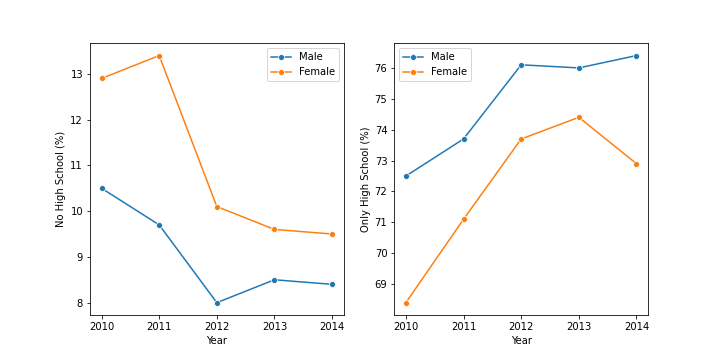 No High School (%)
13
12
11
10
9
8
2010 2011 2012 2013 2014
Year
Male
Female
Only High School (%)
76
75
74
73
72
71
70
69
2010 2011 2012 2013 2014
Year
Male
Female